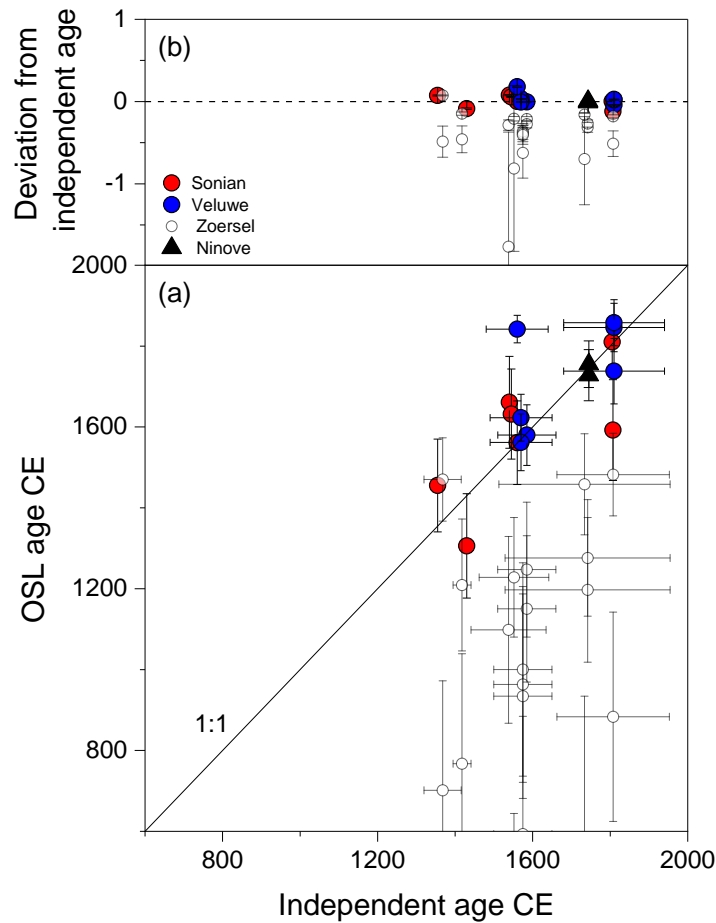 (b)
1
0
-1
Deviation from
independent age
Sonian
Veluwe
Zoersel
Ninove
2000
(a)
1600
1200
800
OSL age CE
1:1
800
1200
1600
2000
Independent age CE